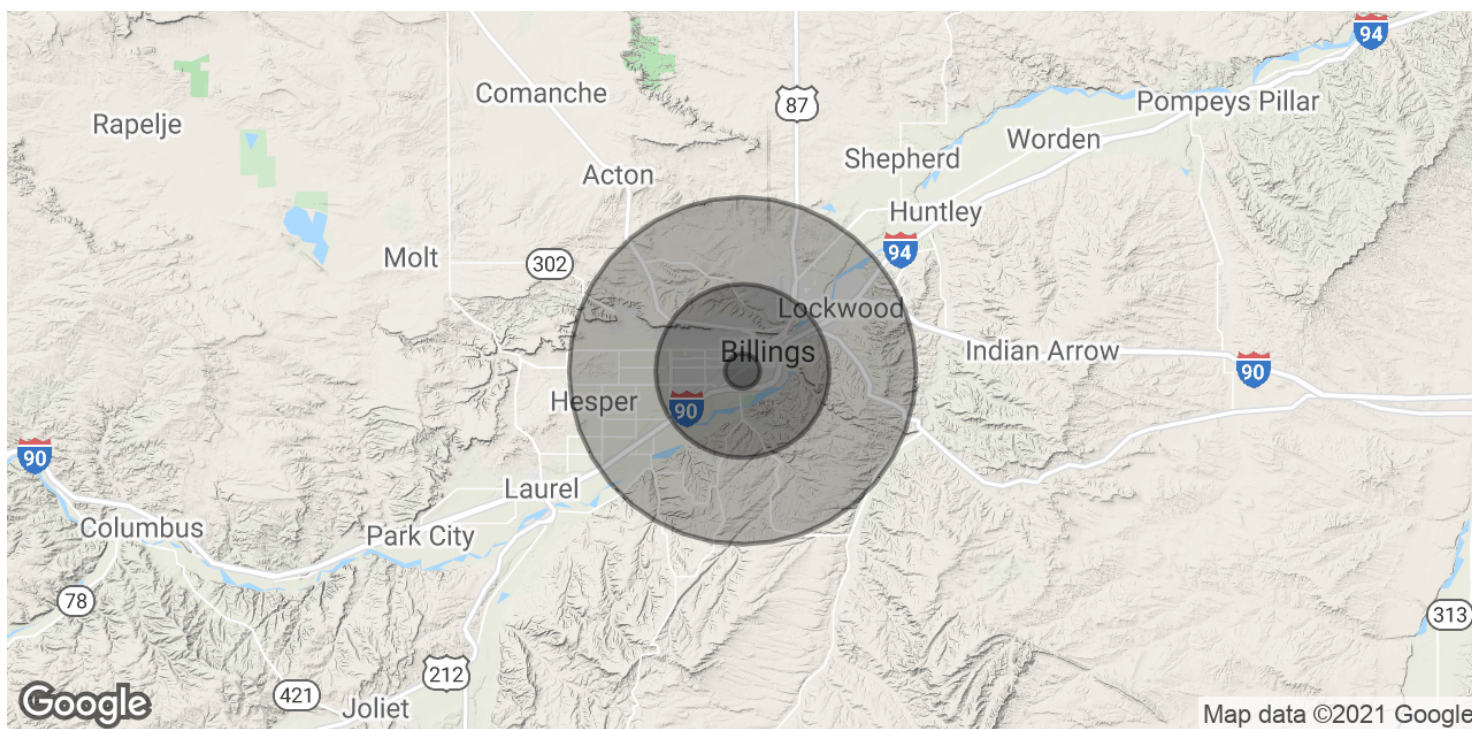 94
Comanche
87
Pompeys Pillar
Rapelje
Worden
Shepherd
Acton
Huntley
94
Molt
302
Lockwood
Billings
Indian Arrow
90
Hesper
90
90
Laurel
Columbus
Park City
78
313
212
421
Joliet
Google
Map data ©2021 Google